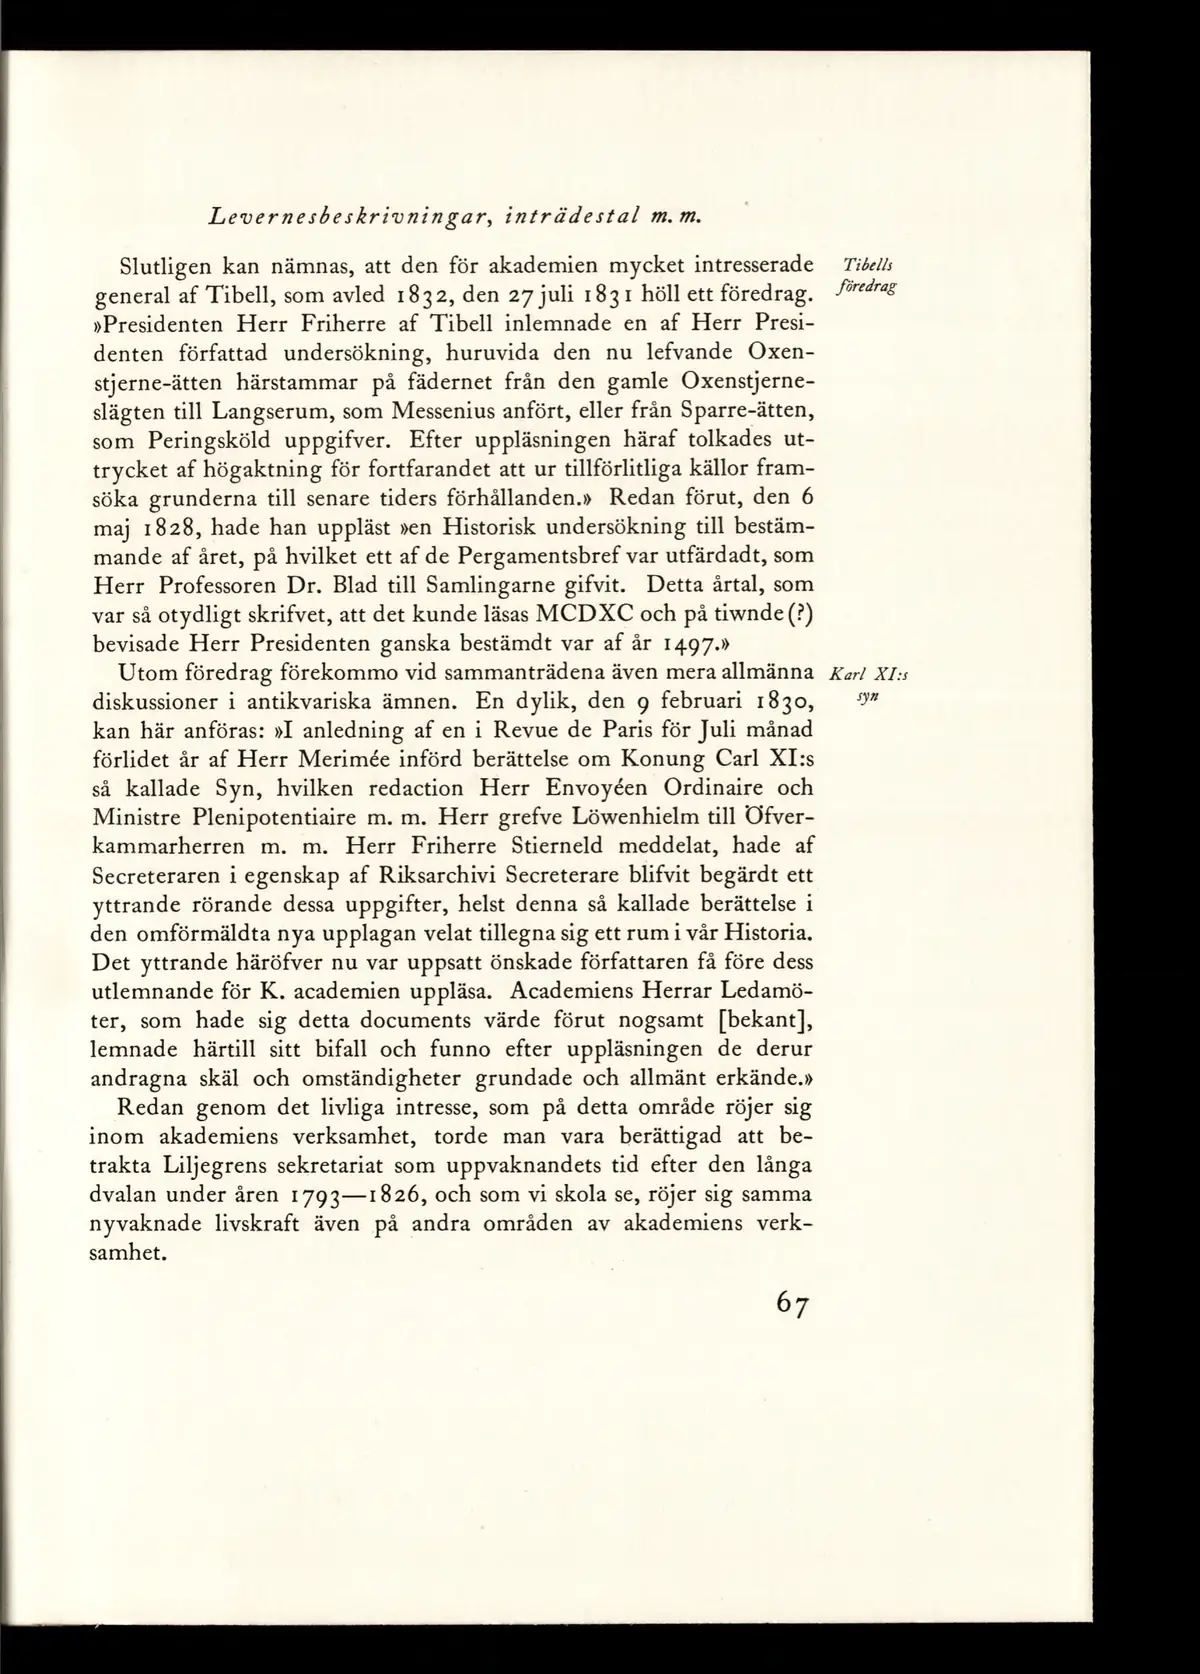 Levernesbeskrivningar, inträdestal m. m.
Slutligen kan nämnas, att den för akademien mycket intresserade
general af Tibell, som avled 1832, den 27 juli 1831 höll ett föredrag.
»Presidenten Herr Friherre af Tibell inlemnade en af Herr Presi-
denten författad undersökning, huruvida den nu lefvande Oxen-
stjerne-ätten härstammar på fädernet från den gamle Oxenstjerne-
slägten till Langserum, som Messenius anfört, eller från Sparre-ätten,
som Peringsköld uppgifver. Efter uppläsningen häraf tolkades ut-
trycket af högaktning för fortfarandet att ur tillförlitliga källor fram-
söka grunderna till senare tiders förhållanden.» Redan förut, den 6
maj 1828, hade han uppläst »en Historisk undersökning till bestäm-
mande af året, på hvilket ett af de Pergamentsbref var utfärdadt, som
Herr Professoren Dr. Blad till Samlingarne gifvit. Detta årtal, som
var så otydligt skrifvet, att det kunde läsas MCDXC och på tiwnde(?)
bevisade Herr Presidenten ganska bestämdt var af år 1497.»
Utom föredrag förekommo vid sammanträdena även mera allmänna
diskussioner i antikvariska ämnen. En dylik, den 9 februari 1830,
kan här anföras: »I anledning af en i Revue de Paris för Juli månad
förlidet år af Herr Merimée införd berättelse om Konung Carl XI:s
så kallade Syn, hvilken redaction Herr Envoyéen Ordinaire och
Ministre Plenipotentiaire m. m. Herr grefve Löwenhielm till Öfver-
kammarherren m. m. Herr Friherre Stierneld meddelat, hade af
Secreteraren i egenskap af Riksarchivi Secreterare blifvit begärdt ett
yttrande rörande dessa uppgifter, helst denna så kallade berättelse i
den omförmäldta nya upplagan velat tillegna sig ett rum i vår Historia.
Det yttrande häröfver nu var uppsatt önskade författaren få före dess
utlemnande för K. academien uppläsa. Academiens Herrar Ledamö-
ter, som hade sig detta documents värde förut nogsamt [bekant],
lemnade härtill sitt bifall och funno efter uppläsningen de derur
andragna skäl och omständigheter grundade och allmänt erkände.»
Redan genom det livliga intresse, som på detta område röjer sig
inom akademiens verksamhet, torde man vara berättigad att be-
trakta Liljegrens sekretariat som uppvaknandets tid efter den långa
dvalan under åren 1793—1826, och som vi skola se, röjer sig samma
nyvaknade livskraft även på andra områden av akademiens verk-
samhet.
Tibells
föredrag
Karl XI:s
syn
67